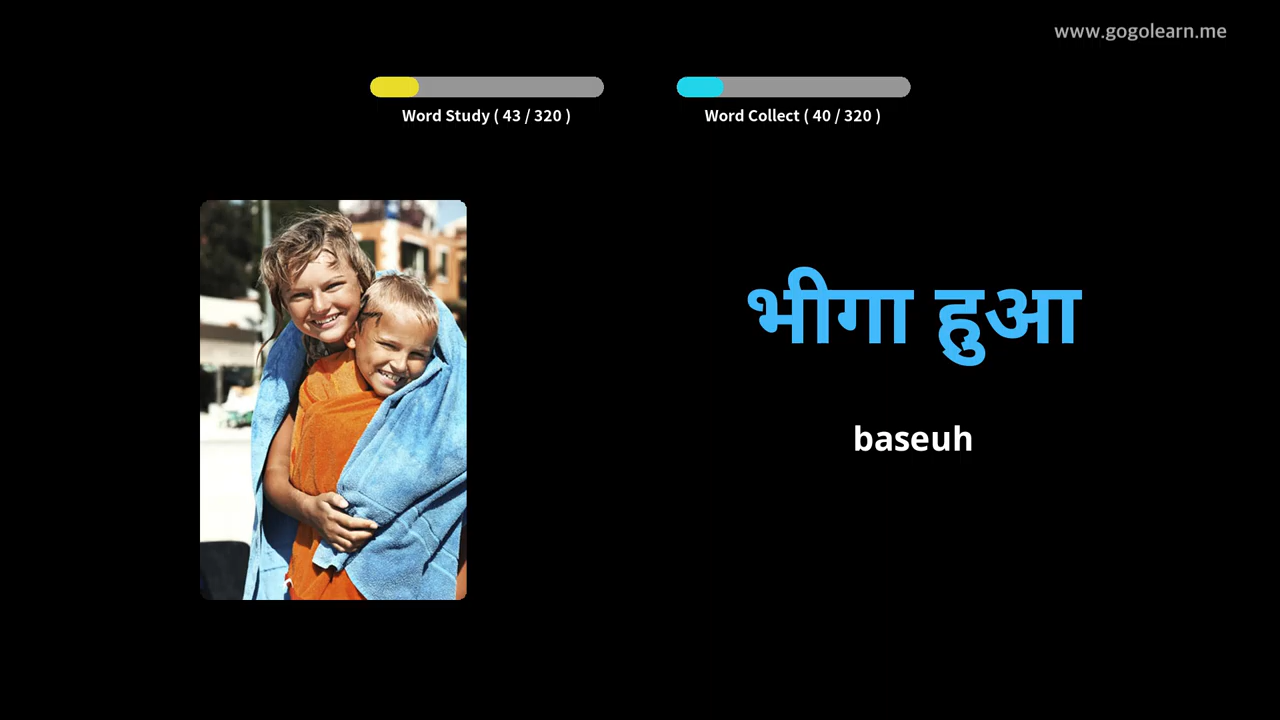 www.gogolearn.me
Word Study ( 43 / 320 )
Word Collect ( 40 / 320 )
भीगा हुआ
baseuh